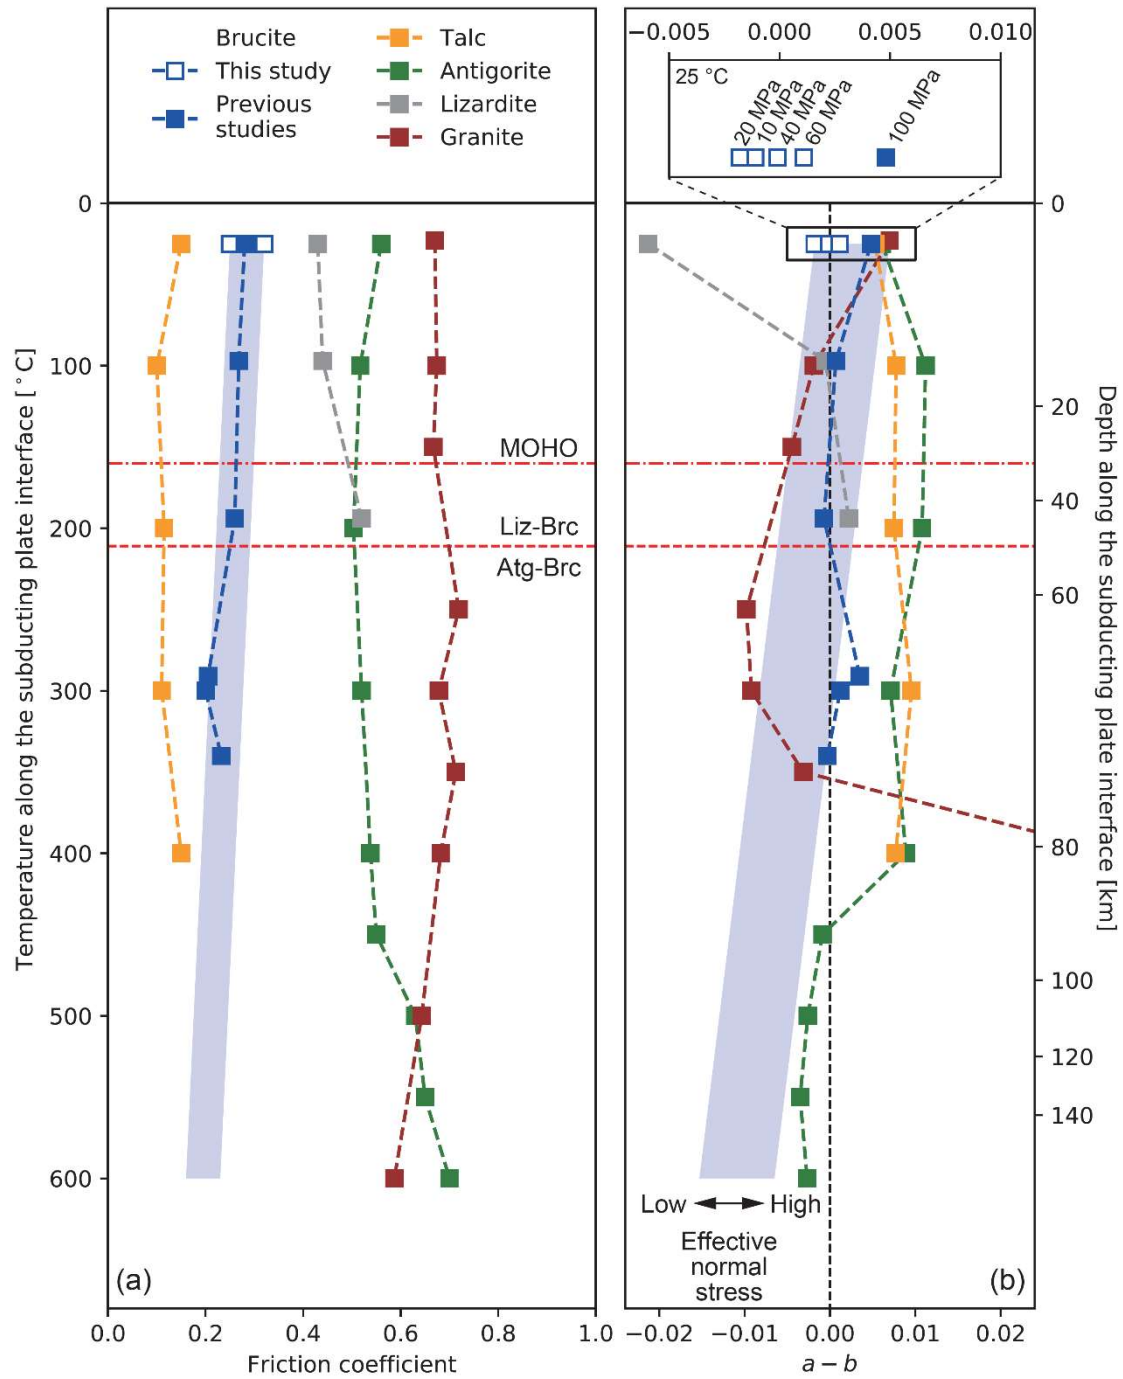 Brucite
This study
Previous
studies
Talc
Antigorite
Lizardite
Granite
−0.005 0.000 0.005 0.010
25 °C
20 MPa
10 MPa
40 MPa
60 MPa
100 MPa
Temperature along the subducting plate interface [°C]
0
100
200
300
400
500
600
MOHO
Liz-Brc
Atg-Brc
(a)
0.0 0.2 0.4 0.6 0.8 1.0
Friction coefficient
0
20
40
60
80
100
120
140
Depth along the subducting plate interface [km]
Low High
Effective
normal
stress
(b)
−0.02 −0.01 0.00 0.01 0.02
a − b